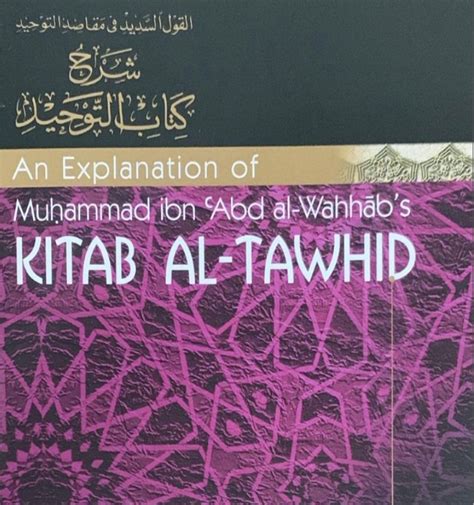 القول السديد في مقاصد التوحيد
شرح
كتاب التوحيد
An Explanation of
Muḥammad ibn ʿAbd al-Wahhāb's
KITAB AL-TAWHID